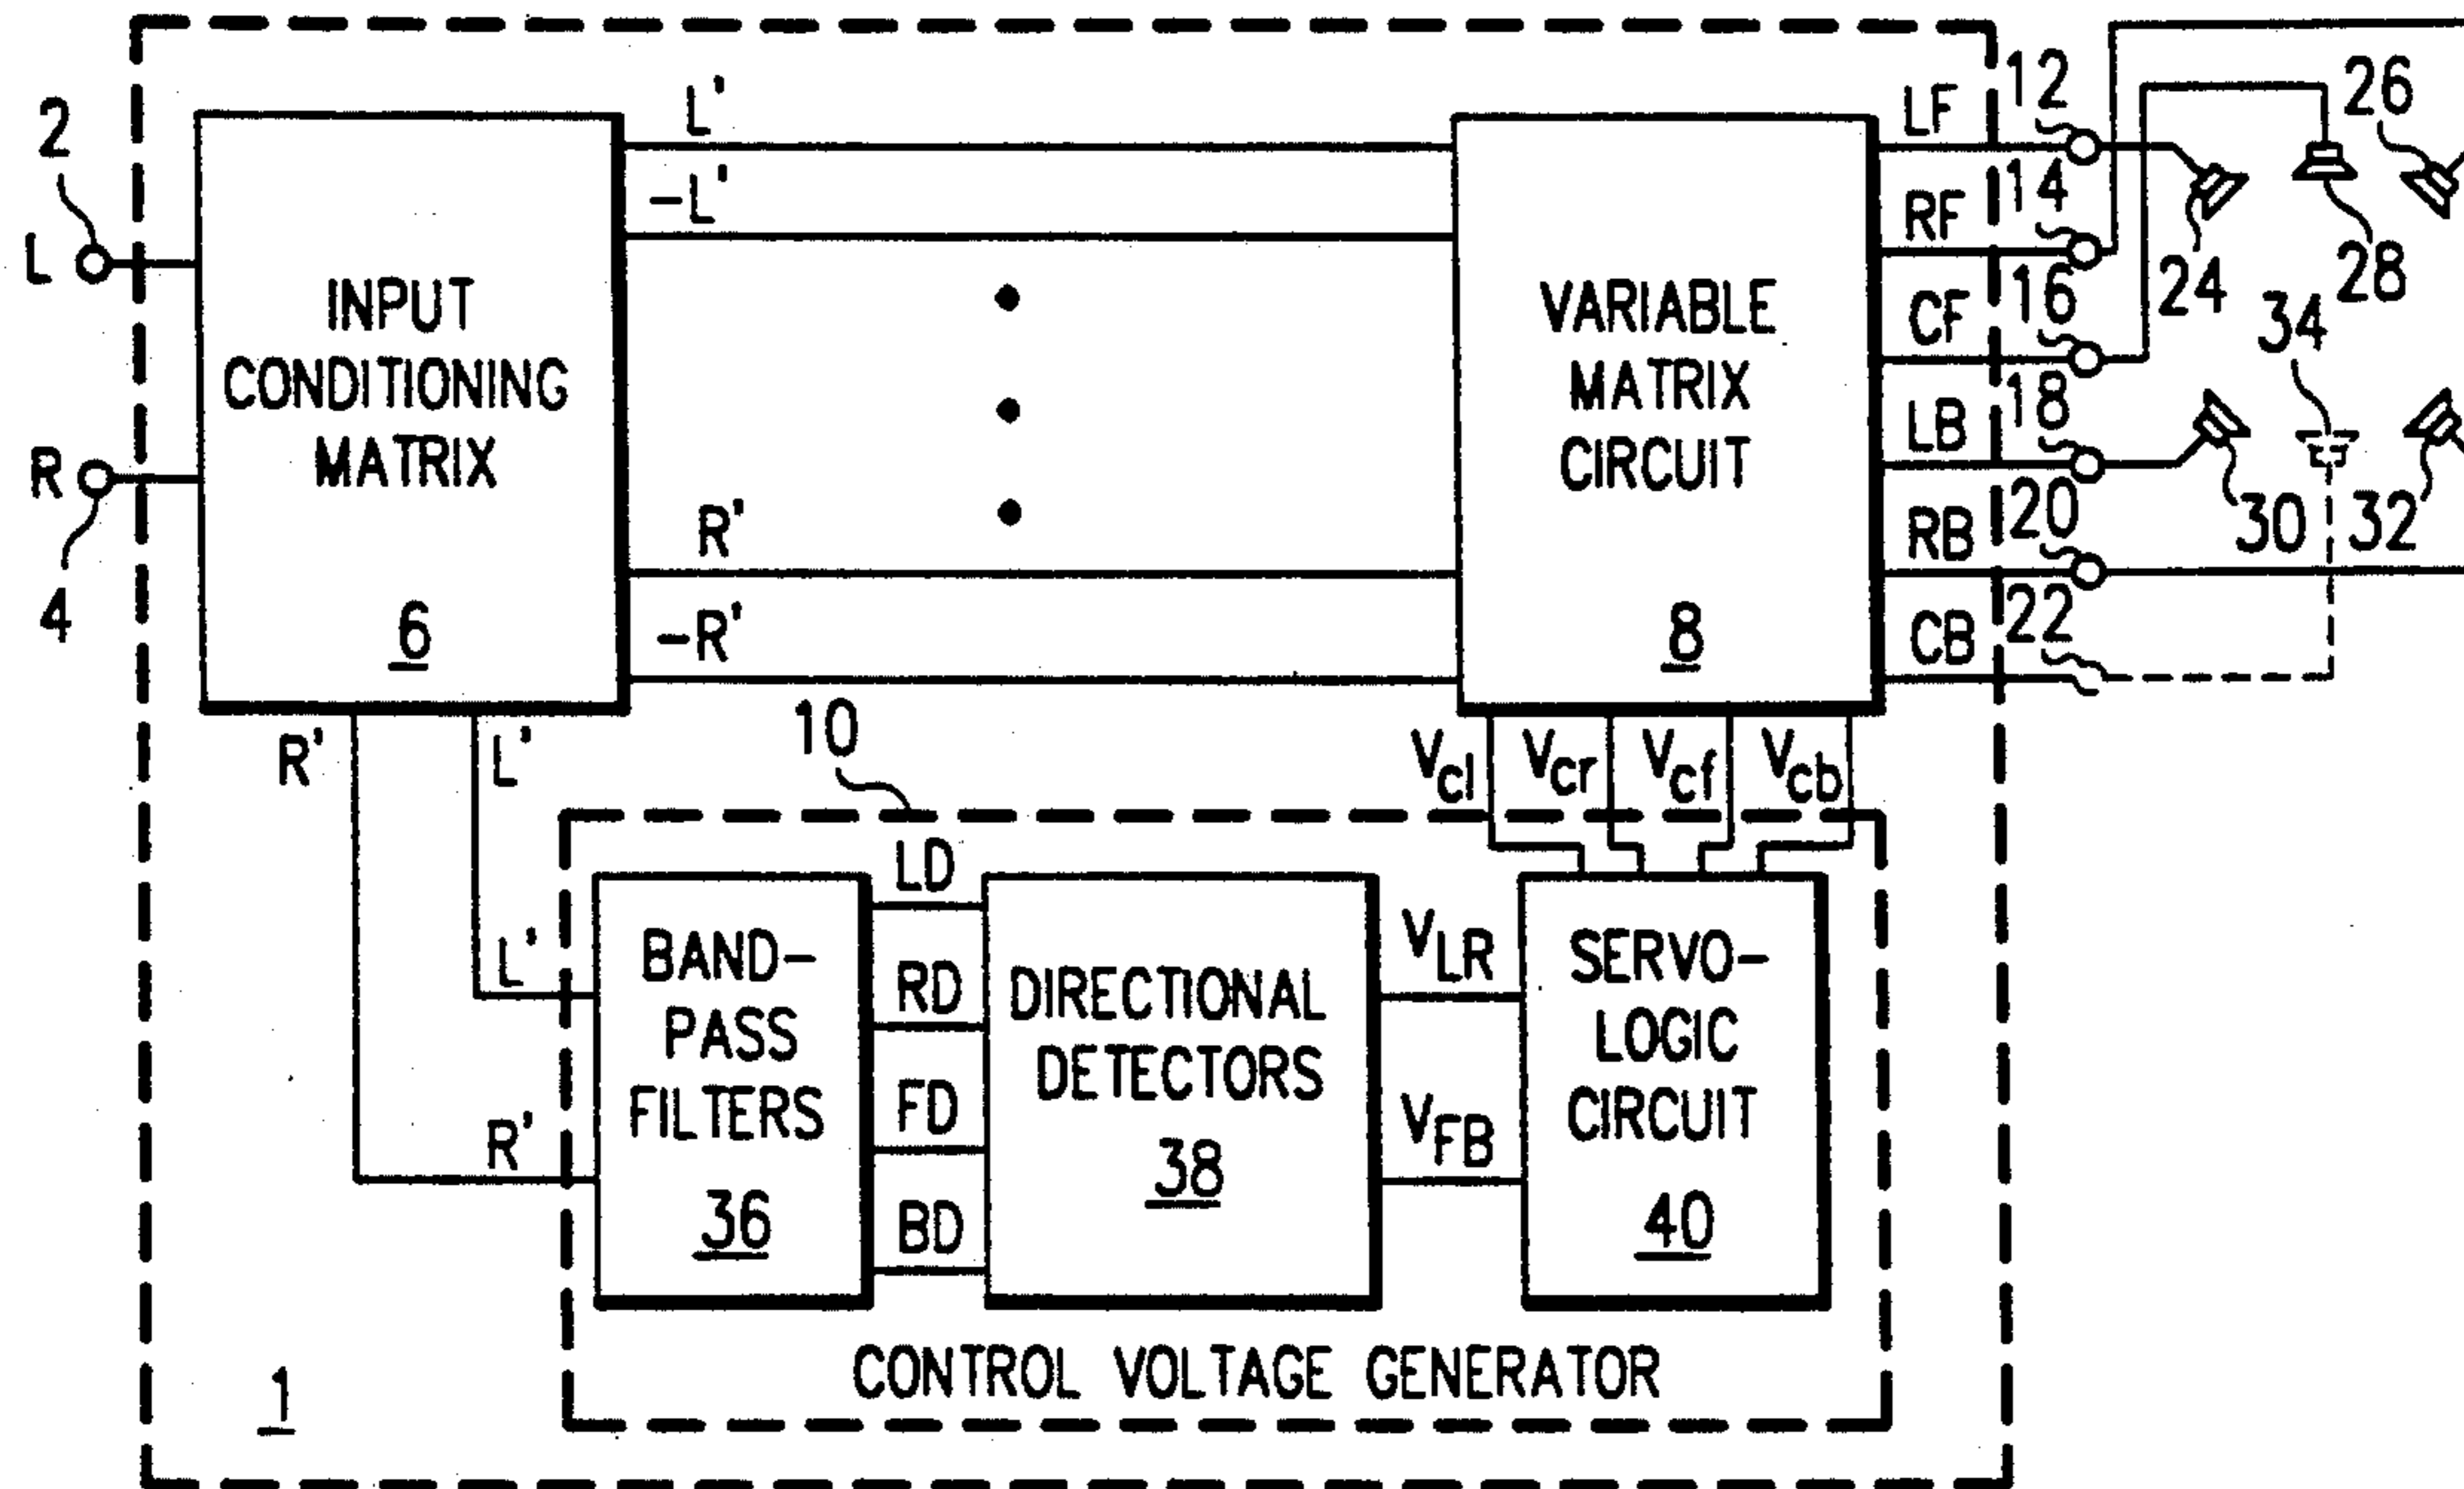 2
L
R
4
INPUT
CONDITIONING
MATRIX
6
L'
-L'
R'
-R'
VARIABLE
MATRIX
CIRCUIT
8
LF
RF
CF
LB
RB
CB
12
14
16
18
20
22
26
24
28
34
30
32
R'
L'
10
Vcl
Vcr
Vcf
Vcb
L'
R'
BAND-
PASS
FILTERS
36
LD
RD
FD
BD
DIRECTIONAL
DETECTORS
38
VLR
VFB
SERVO-
LOGIC
CIRCUIT
40
CONTROL VOLTAGE GENERATOR
1